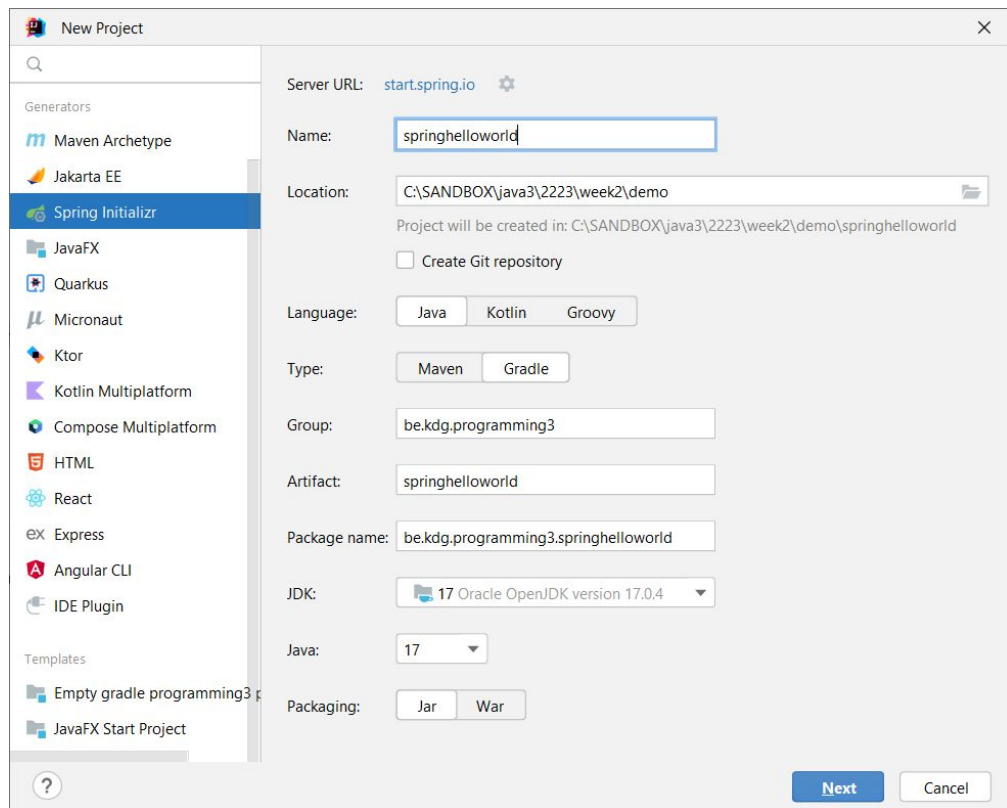 New Project
Generators
Maven Archetype
Jakarta EE
Spring Initializr
JavaFX
Quarkus
Micronaut
Ktor
Kotlin Multiplatform
Compose Multiplatform
HTML
React
ex Express
Angular CLI
IDE Plugin
Templates
Empty gradle programming3 p
JavaFX Start Project
Server URL: start.spring.io
Name: springhelloworld
Location: C:\SANDBOX\java3\2223\week2\demo
Project will be created in: C:\SANDBOX\java3\2223\week2\demo\springhelloworld
Create Git repository
Language: Java Kotlin Groovy
Type: Maven Gradle
Group: be.kdg.programming3
Artifact: springhelloworld
Package name: be.kdg.programming3.springhelloworld
JDK: 17 Oracle OpenJDK version 17.0.4
Java: 17
Packaging: Jar War
? Next Cancel